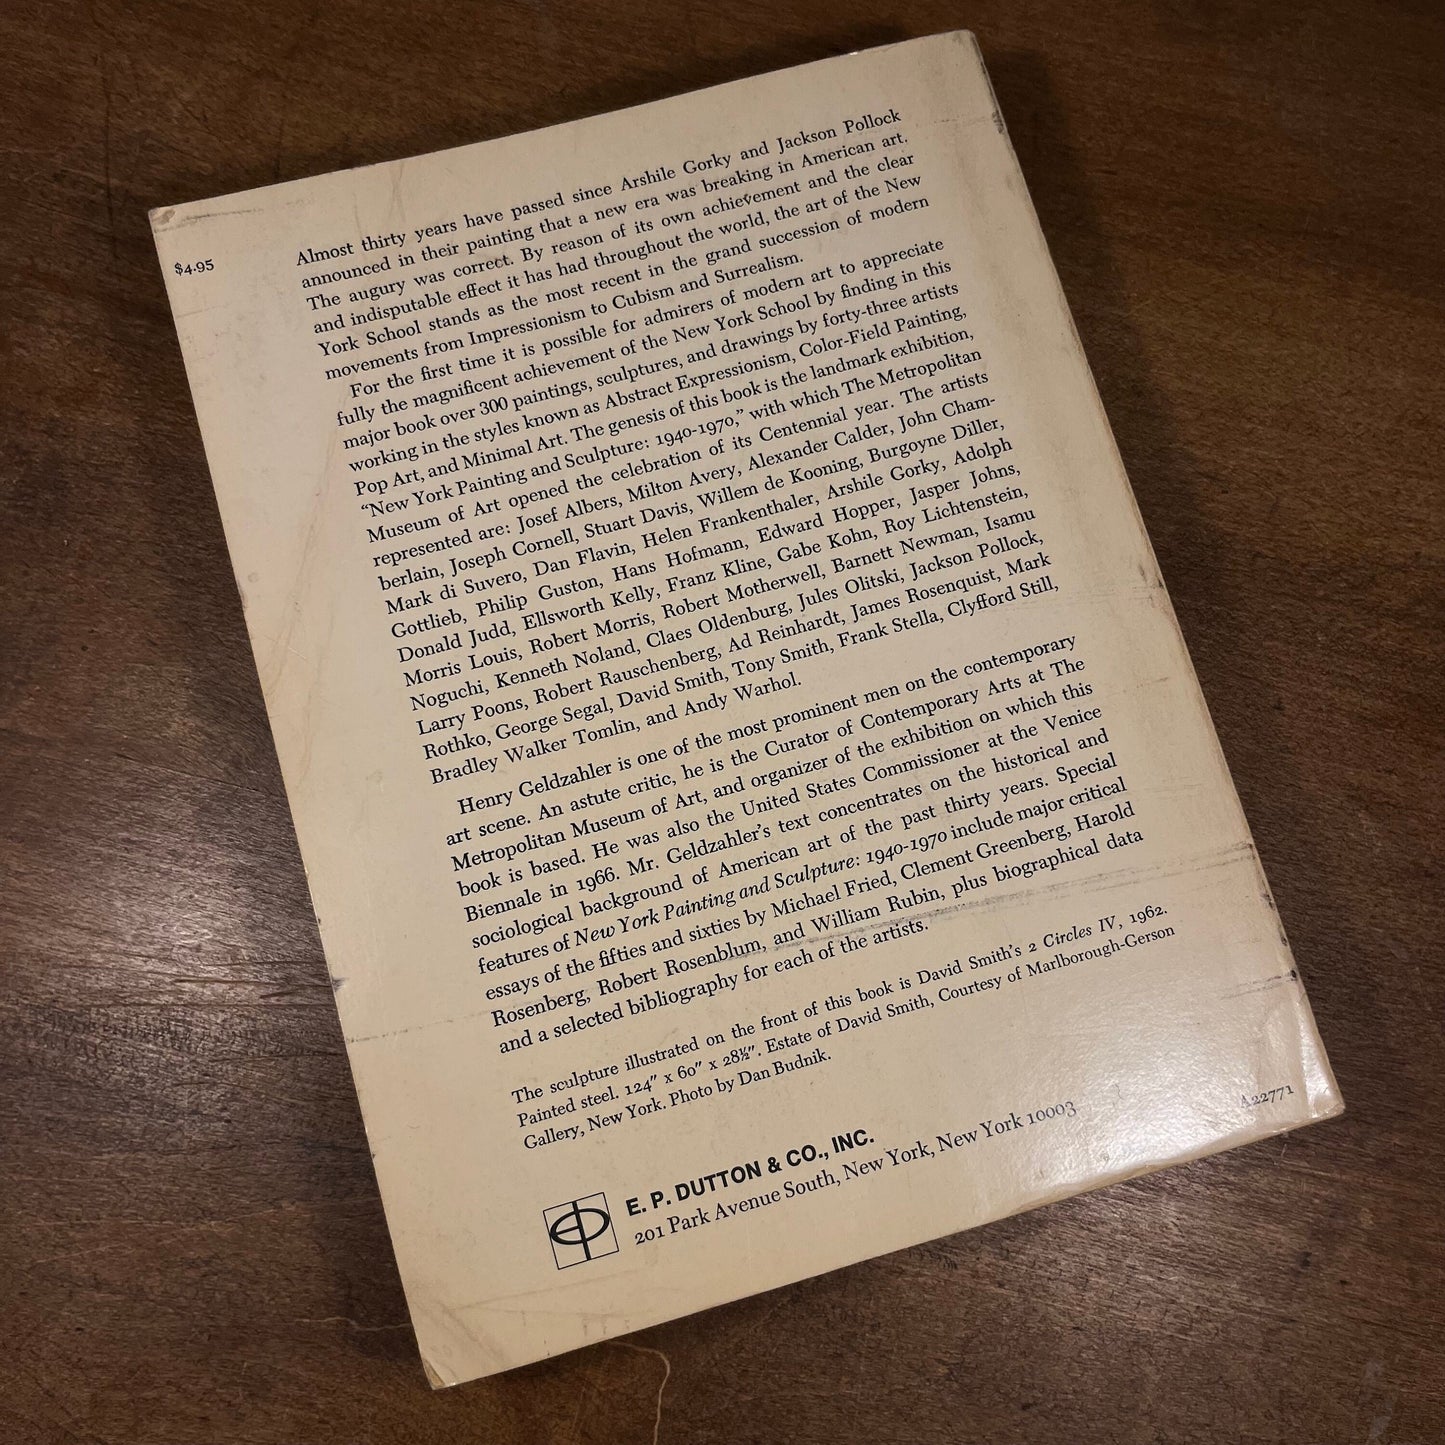 $4.95
Almost thirty years have passed since Arshile Gorky and Jackson Pollock
announced in their painting that a new era was breaking in American art.
The augury was correct. By reason of its own achievement and the clear
and indisputable effect it has had throughout the world, the art of the New
York School stands as the most recent in the grand succession of modern
movements from Impressionism to Cubism and Surrealism.
For the first time it is possible for admirers of modern art to appreciate
fully the magnificent achievement of the New York School by finding in this
major book over 300 paintings, sculptures, and drawings by forty-three artists
working in the styles known as Abstract Expressionism, Color-Field Painting,
Pop Art, and Minimal Art. The genesis of this book is the landmark exhibition,
“New York Painting and Sculpture: 1940-1970,” with which The Metropolitan
Museum of Art opened the celebration of its Centennial year. The artists
represented are: Josef Albers, Milton Avery, Alexander Calder, John Cham-
berlain, Joseph Cornell, Stuart Davis, Willem de Kooning, Burgoyne Diller,
Mark di Suvero, Dan Flavin, Helen Frankenthaler, Arshile Gorky, Adolph
Gottlieb, Philip Guston, Hans Hofmann, Edward Hopper, Jasper Johns,
Donald Judd, Ellsworth Kelly, Franz Kline, Gabe Kohn, Roy Lichtenstein,
Morris Louis, Robert Morris, Robert Motherwell, Barnett Newman, Isamu
Noguchi, Kenneth Noland, Claes Oldenburg, Jules Olitski, Jackson Pollock,
Larry Poons, Robert Rauschenberg, Ad Reinhardt, James Rosenquist, Mark
Rothko, George Segal, David Smith, Tony Smith, Frank Stella, Clyfford Still,
Bradley Walker Tomlin, and Andy Warhol.
Henry Geldzahler is one of the most prominent men on the contemporary
art scene. An astute critic, he is the Curator of Contemporary Arts at The
Metropolitan Museum of Art, and organizer of the exhibition on which this
book is based. He was also the United States Commissioner at the Venice
Biennale in 1966. Mr. Geldzahler’s text concentrates on the historical and
sociological background of American art of the past thirty years. Special
features of New York Painting and Sculpture: 1940-1970 include major critical
essays of the fifties and sixties by Michael Fried, Clement Greenberg, Harold
Rosenberg, Robert Rosenblum, and William Rubin, plus biographical data
and a selected bibliography for each of the artists.
The sculpture illustrated on the front of this book is David Smith’s 2 Circles IV, 1962.
Painted steel. 124″ x 60″ x 28½″. Estate of David Smith, Courtesy of Marlborough-Gerson
Gallery, New York. Photo by Dan Budnik.
E. P. DUTTON & CO., INC.
201 Park Avenue South, New York, New York 10003
A22771